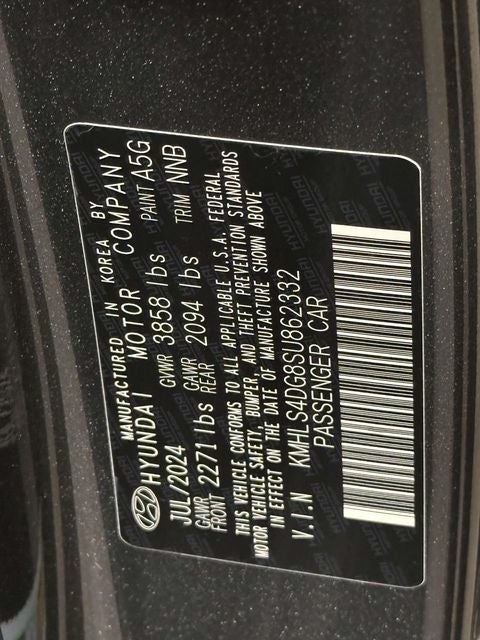 MANUFACTURED IN KOREA BY
HYUNDAI MOTOR COMPANY
JUL/2024 GVWR 3858 lbs PAINT A5G
GAWR FRONT 2271 lbs GAWR REAR 2094 lbs TRIM NNB
THIS VEHICLE CONFORMS TO ALL APPLICABLE U.S.A. FEDERAL
MOTOR VEHICLE SAFETY, BUMPER, AND THEFT PREVENTION STANDARDS
IN EFFECT ON THE DATE OF MANUFACTURE SHOWN ABOVE
V.I.N KMHLS4DG8SU862332
PASSENGER CAR